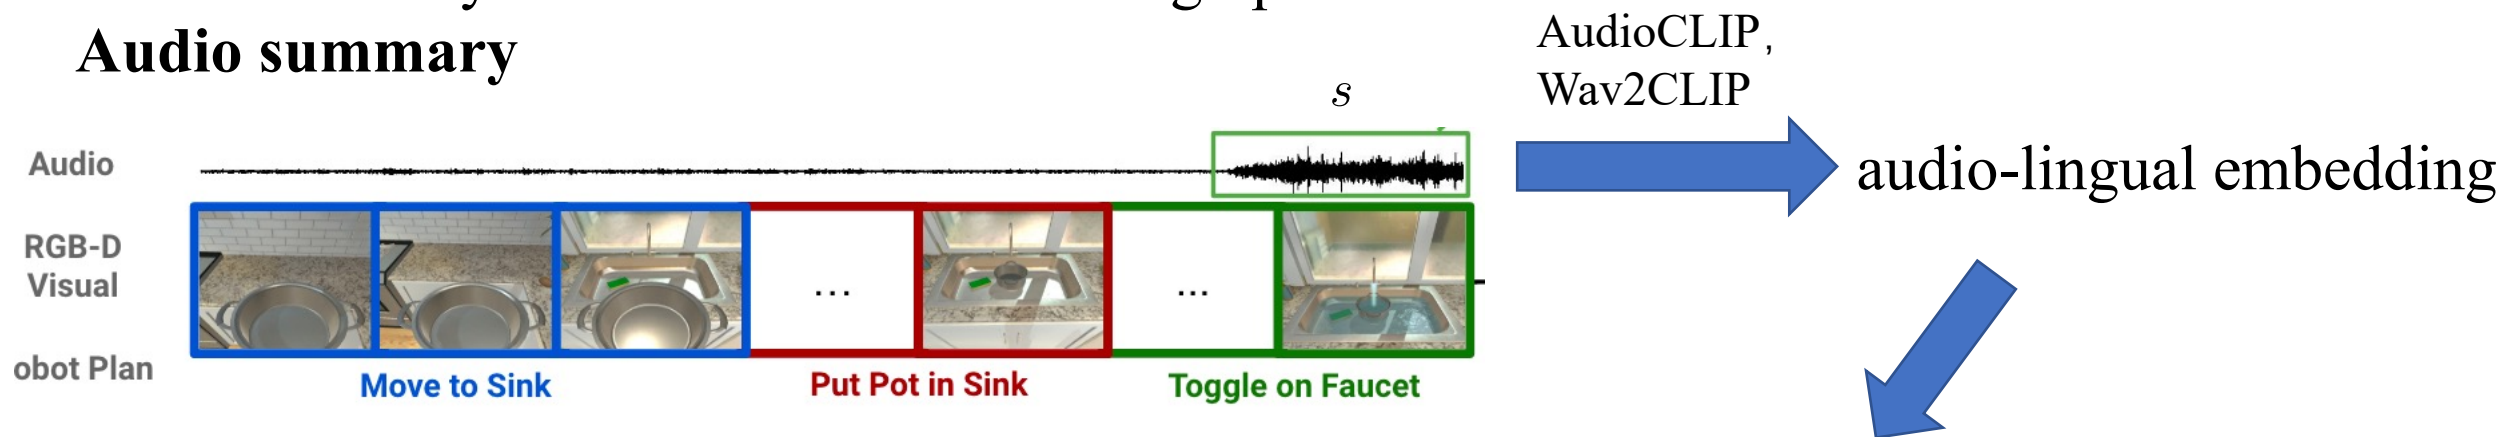 Audio summary
AudioCLIP,
Wav2CLIP
s
Audio
audio-lingual embedding
RGB-D
Visual
...
...
obot Plan
Move to Sink
Put Pot in Sink
Toggle on Faucet